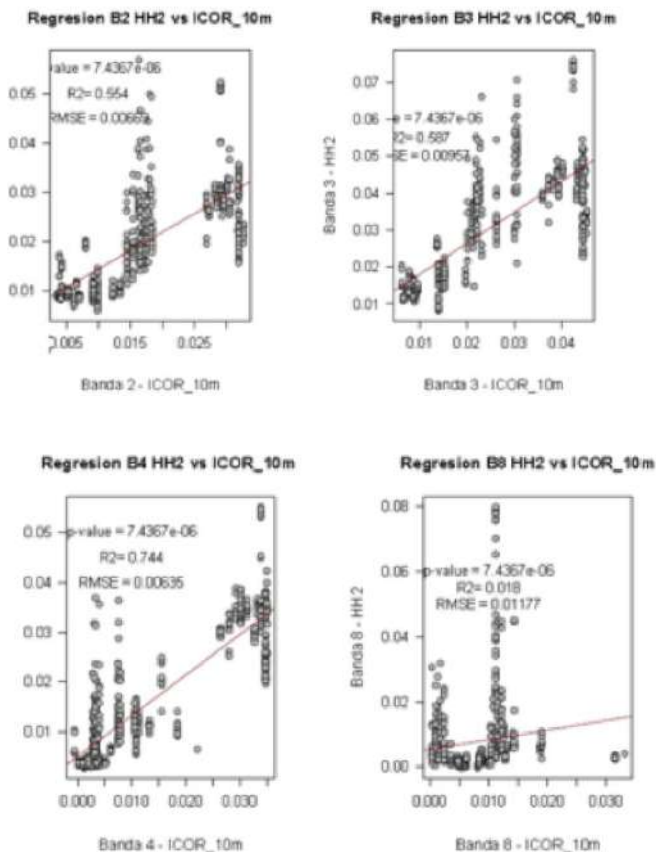 Regresion B2 HH2 vs ICOR_10m
value = 7.4367e-06
R2= 0.554
RMSE = 0.00665
0.05
0.04
0.03
0.02
0.01
0.005 0.015 0.025
Banda 2 - ICOR_10m
Regresion B3 HH2 vs ICOR_10m
e = 7.4367e-06
R2= 0.587
SE = 0.00957
0.07
0.06
0.05
0.04
0.03
0.02
0.01
Banda 3 - HH2
0.01 0.02 0.03 0.04
Banda 3 - ICOR_10m
Regresion B4 HH2 vs ICOR_10m
p-value = 7.4367e-06
R2= 0.744
RMSE = 0.00635
0.05
0.04
0.03
0.02
0.01
0.000 0.010 0.020 0.030
Banda 4 - ICOR_10m
Regresion B8 HH2 vs ICOR_10m
p-value = 7.4367e-06
R2= 0.018
RMSE = 0.01177
0.08
0.06
0.04
0.02
0.00
Banda 8 - HH2
0.000 0.010 0.020 0.030
Banda 8 - ICOR_10m